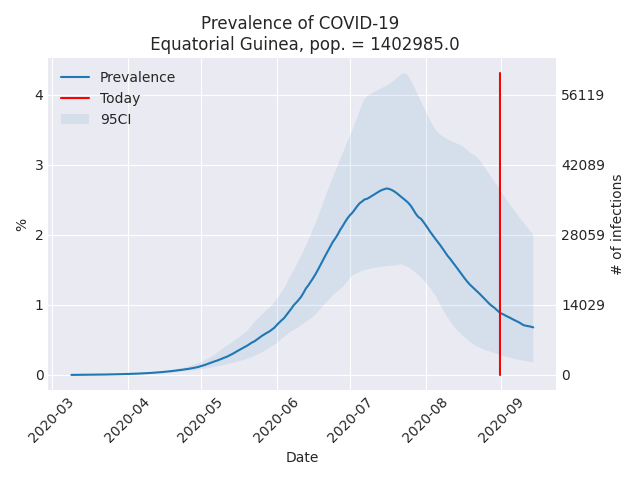 Prevalence of COVID-19
Equatorial Guinea, pop. = 1402985.0
Prevalence
Today
95CI
%
4
3
2
1
0
56119
42089
28059
14029
0
# of infections
2020-03
2020-04
2020-05
2020-06
2020-07
2020-08
2020-09
Date